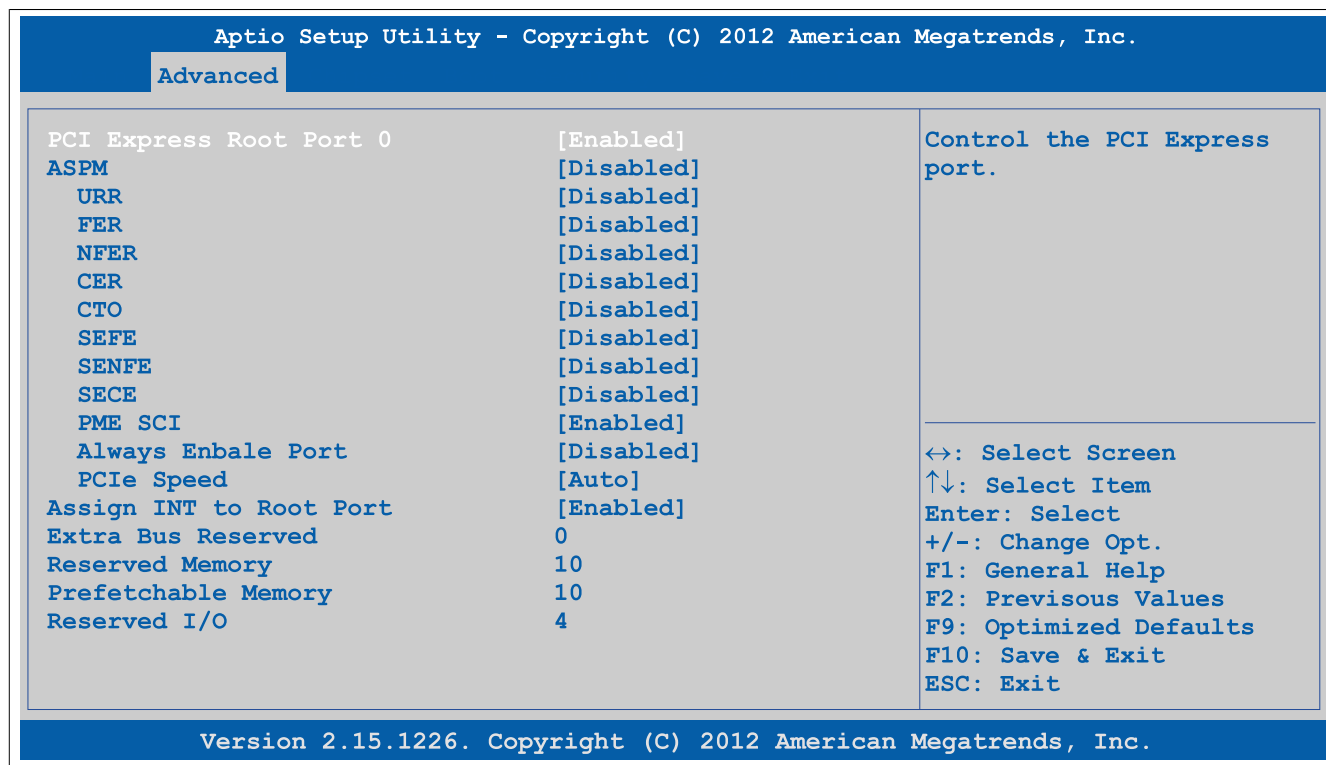 Aptio Setup Utility - Copyright (C) 2012 American Megatrends, Inc.
Advanced
PCI Express Root Port 0 [Enabled]
ASPM [Disabled]
URR [Disabled]
FER [Disabled]
NFER [Disabled]
CER [Disabled]
CTO [Disabled]
SEFE [Disabled]
SENFE [Disabled]
SECE [Disabled]
PME SCI [Enabled]
Always Enbale Port [Disabled]
PCIe Speed [Auto]
Assign INT to Root Port [Enabled]
Extra Bus Reserved 0
Reserved Memory 10
Prefetchable Memory 10
Reserved I/O 4
Control the PCI Express
port.
↔: Select Screen
↑↓: Select Item
Enter: Select
+/-: Change Opt.
F1: General Help
F2: Previsous Values
F9: Optimized Defaults
F10: Save & Exit
ESC: Exit
Version 2.15.1226. Copyright (C) 2012 American Megatrends, Inc.